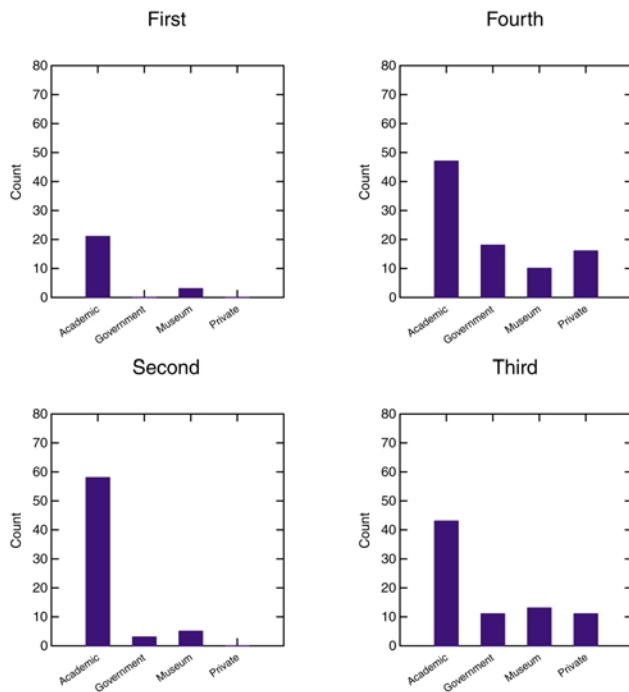 First
80
70
60
50
40
30
20
10
0
Count
Academic
Government
Museum
Private
Fourth
80
70
60
50
40
30
20
10
0
Count
Academic
Government
Museum
Private
Second
80
70
60
50
40
30
20
10
0
Count
Academic
Government
Museum
Private
Third
80
70
60
50
40
30
20
10
0
Count
Academic
Government
Museum
Private